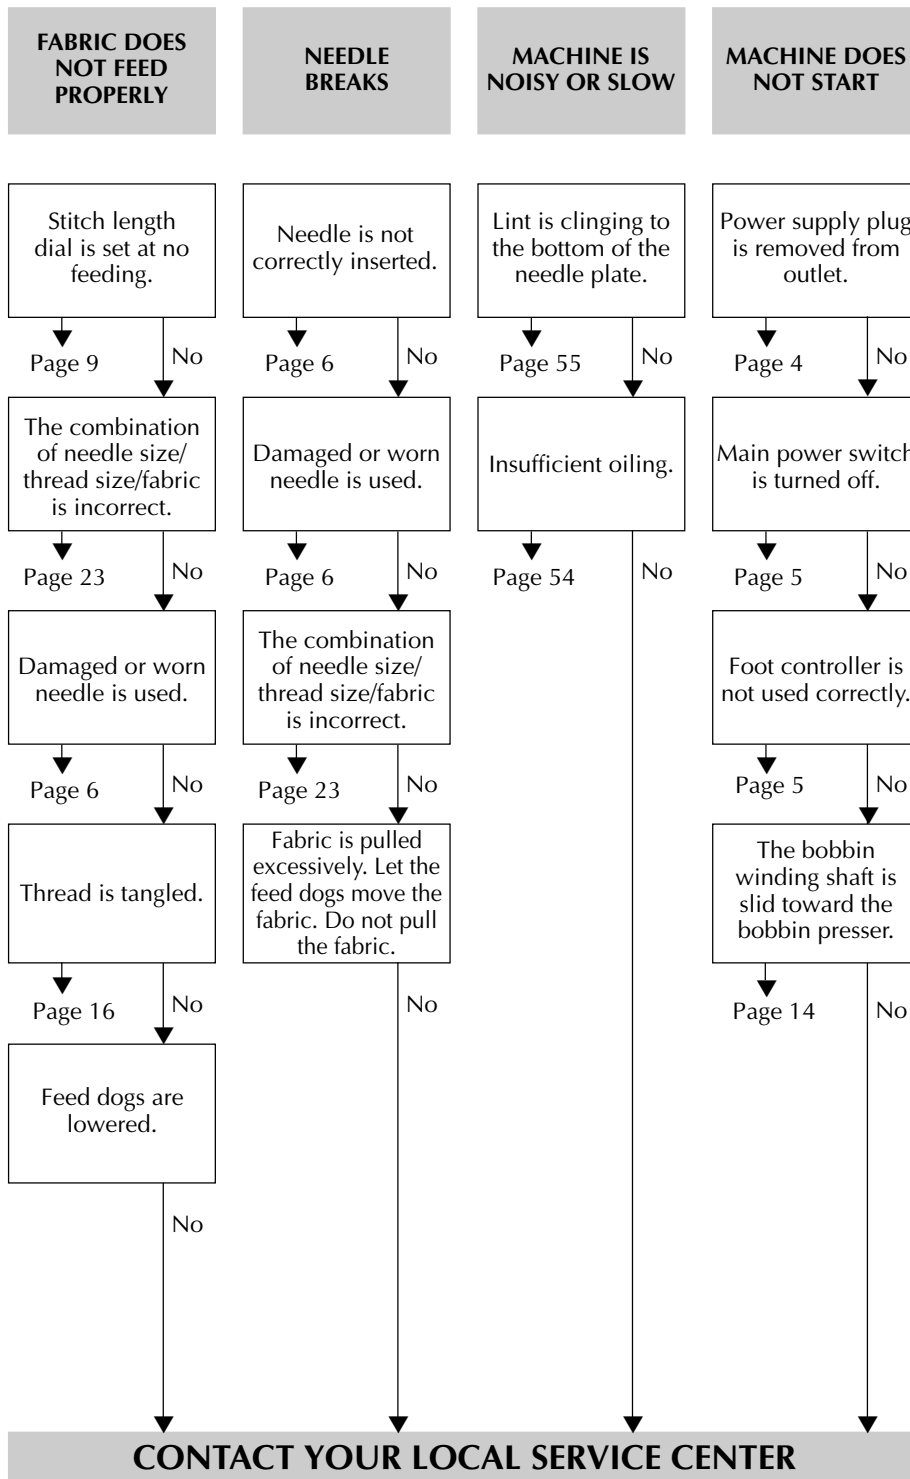 FABRIC DOES
NOT FEED
PROPERLY
Stitch length
dial is set at no
feeding.
Page 9
No
The combination
of needle size/
thread size/fabric
is incorrect.
Page 23
No
Damaged or worn
needle is used.
Page 6
No
Thread is tangled.
Page 16
No
Feed dogs are
lowered.
No
NEEDLE
BREAKS
Needle is not
correctly inserted.
Page 6
No
Damaged or worn
needle is used.
Page 6
No
The combination
of needle size/
thread size/fabric
is incorrect.
Page 23
No
Fabric is pulled
excessively. Let the
feed dogs move the
fabric. Do not pull
the fabric.
No
MACHINE IS
NOISY OR SLOW
Lint is clinging to
the bottom of the
needle plate.
Page 55
No
Insufficient oiling.
Page 54
No
MACHINE DOES
NOT START
Power supply plug
is removed from
outlet.
Page 4
No
Main power switch
is turned off.
Page 5
No
Foot controller is
not used correctly.
Page 5
No
The bobbin
winding shaft is
slid toward the
bobbin presser.
Page 14
No
CONTACT YOUR LOCAL SERVICE CENTER